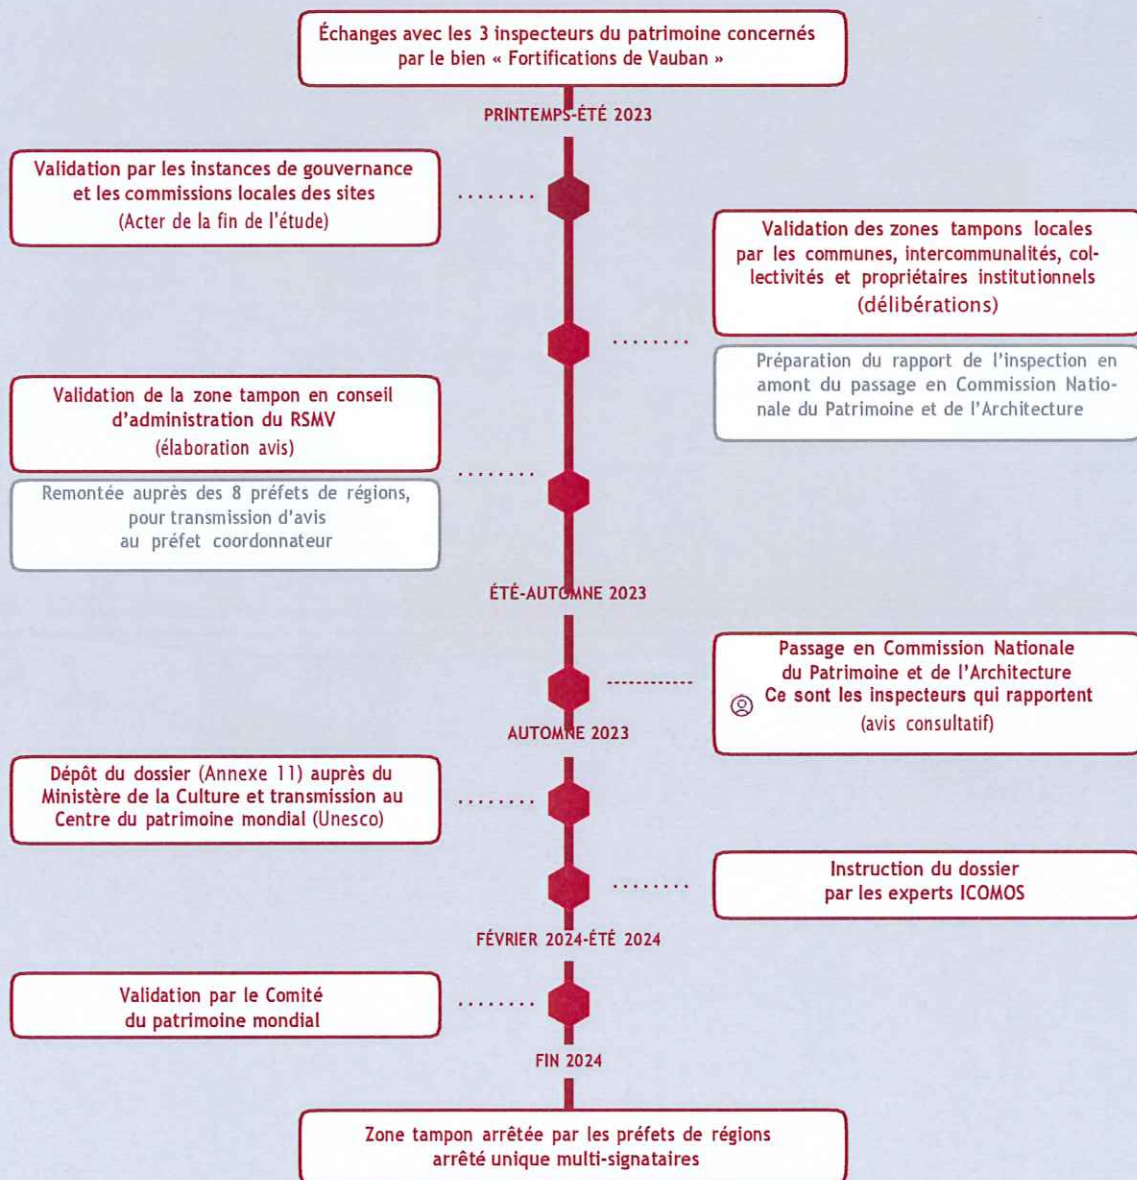 Échanges avec les 3 inspecteurs du patrimoine concernés
par le bien « Fortifications de Vauban »
PRINTEMPS-ÉTÉ 2023
Validation par les instances de gouvernance
et les commissions locales des sites
(Acter de la fin de l'étude)
Validation des zones tampons locales
par les communes, intercommunalités, col-
lectivités et propriétaires institutionnels
(délibérations)
Préparation du rapport de l'inspection en
amont du passage en Commission Natio-
nale du Patrimoine et de l'Architecture
Validation de la zone tampon en conseil
d'administration du RSMV
(élaboration avis)
Remontée auprès des 8 préfets de régions,
pour transmission d'avis
au préfet coordonnateur
ÉTÉ-AUTOMNE 2023
Passage en Commission Nationale
du Patrimoine et de l'Architecture
Ce sont les inspecteurs qui rapportent
(avis consultatif)
AUTOMNE 2023
Dépôt du dossier (Annexe 11) auprès du
Ministère de la Culture et transmission au
Centre du patrimoine mondial (Unesco)
Instruction du dossier
par les experts ICOMOS
FÉVRIER 2024-ÉTÉ 2024
Validation par le Comité
du patrimoine mondial
FIN 2024
Zone tampon arrêtée par les préfets de régions
arrêté unique multi-signataires